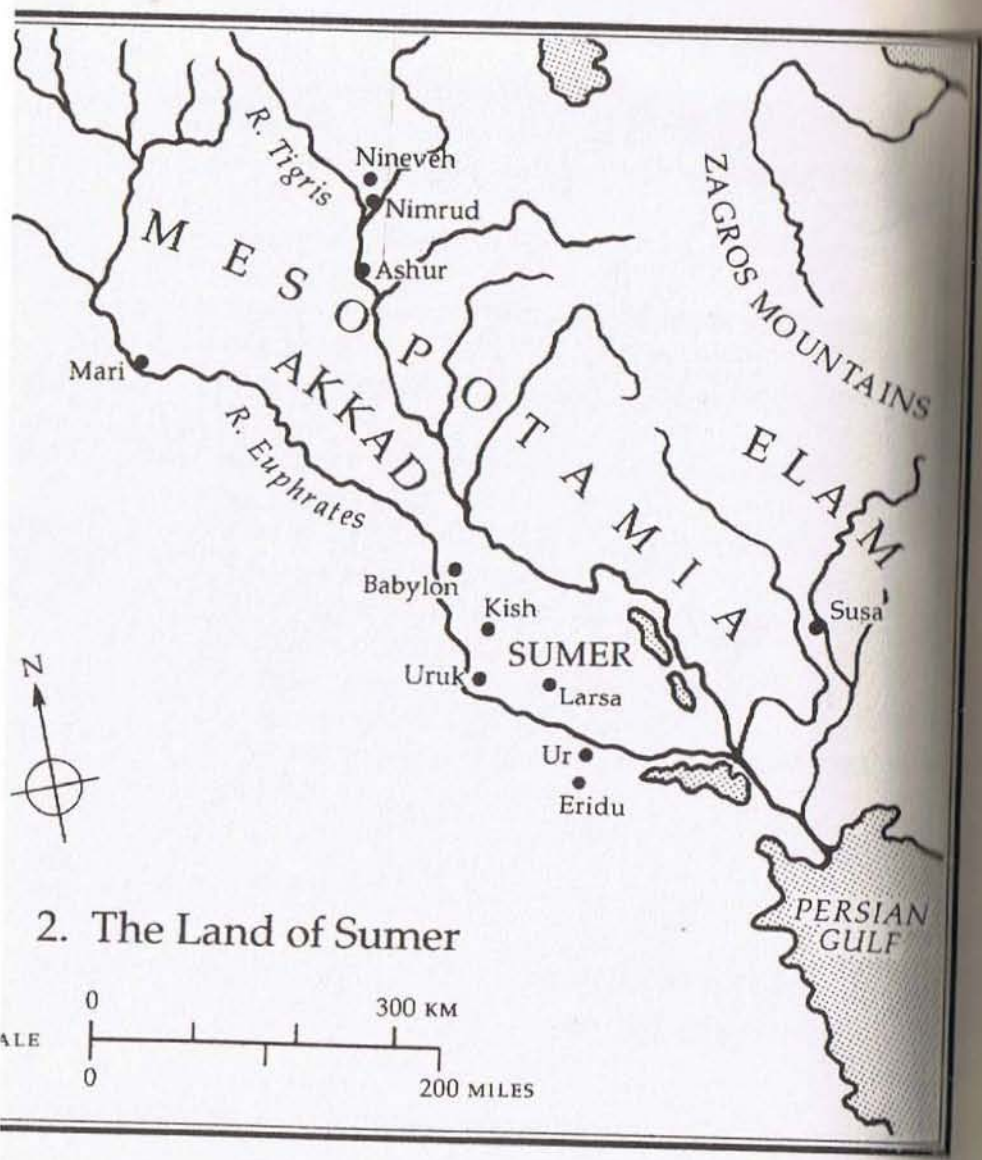 R. Tigris
Nineveh
Nimrud
MESOPOTAMIA
Ashur
ZAGROS MOUNTAINS
AKKAD
Mari
R. Euphrates
ELAM
Babylon
Kish
Susa
SUMER
Uruk
Larsa
N
Ur
Eridu
PERSIAN
GULF
2. The Land of Sumer
0 300 KM
ALE
0 200 MILES